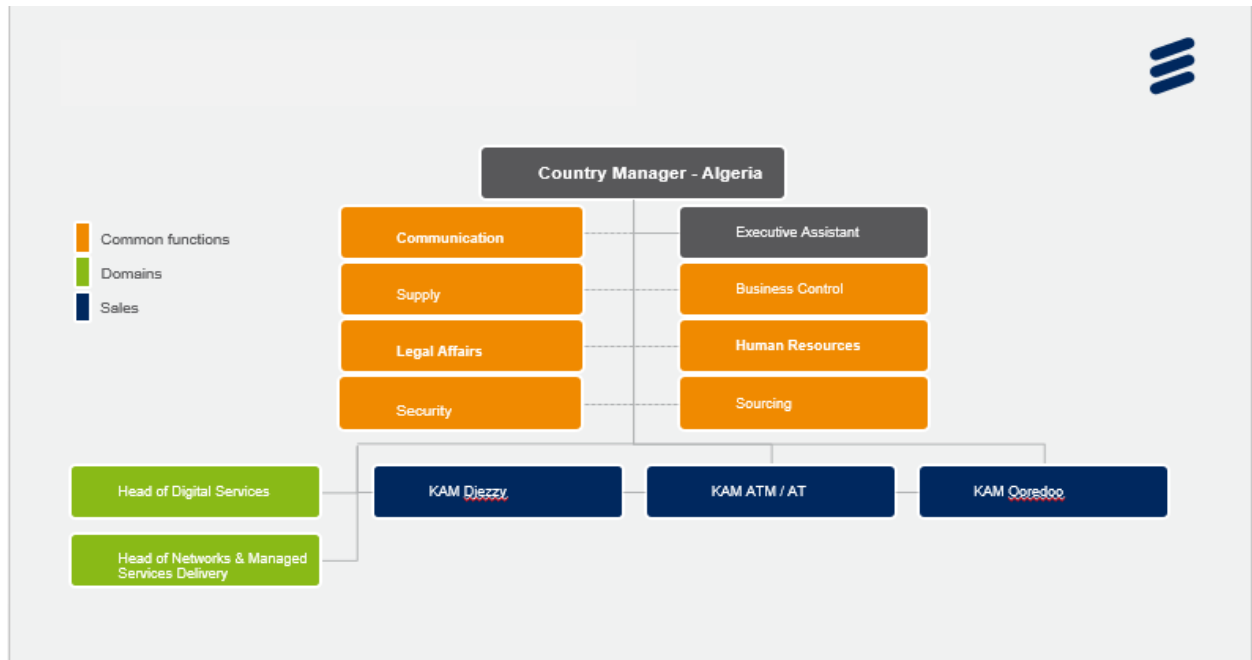 Country Manager - Algeria
Common functions
Domains
Sales
Communication
Executive Assistant
Supply
Business Control
Legal Affairs
Human Resources
Security
Sourcing
Head of Digital Services
KAM Djezzy
KAM ATM / AT
KAM Ooredoo
Head of Networks & Managed
Services Delivery